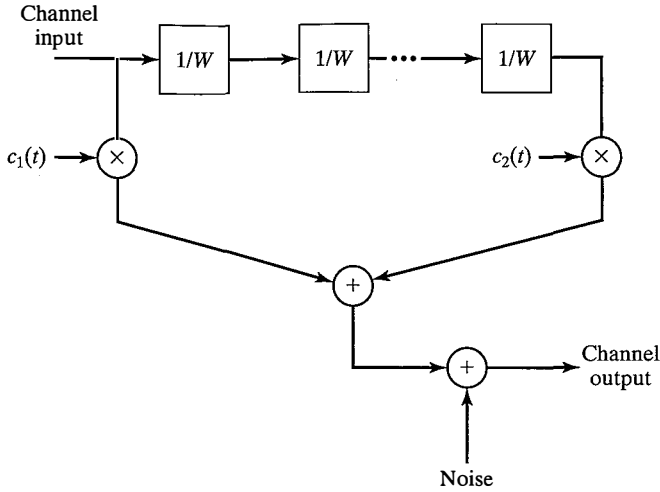 Channel
input
1/W
1/W
...
1/W
c₁(t)
×
c₂(t)
×
+
+
Channel
output
Noise